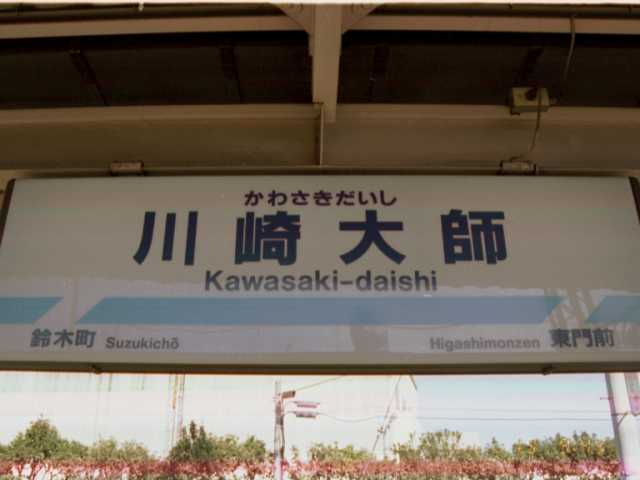 かわさきだいし
川崎大師
Kawasaki-daishi
鈴木町 Suzukichō
Higashimonzen 東門前